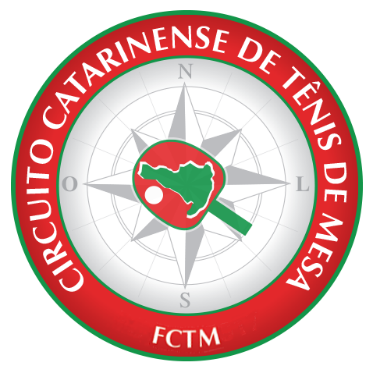 CIRCUITO CATARINENSE DE TÊNIS DE MESA
N
O
L
S
FCTM